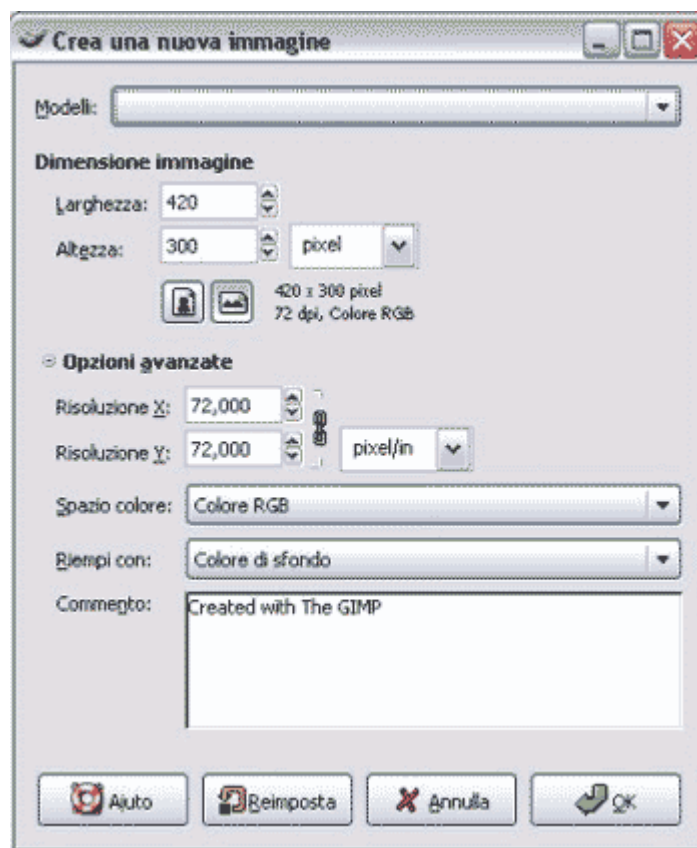 Crea una nuova immagine
Modelli:
Dimensione immagine
Larghezza: 420
Altezza: 300 pixel
420 x 300 pixel
72 dpi, Colore RGB
Opzioni avanzate
Risoluzione X: 72,000
Risoluzione Y: 72,000 pixel/in
Spazio colore: Colore RGB
Riempi con: Colore di sfondo
Commento: Created with The GIMP
Aiuto Reimposta Annulla OK